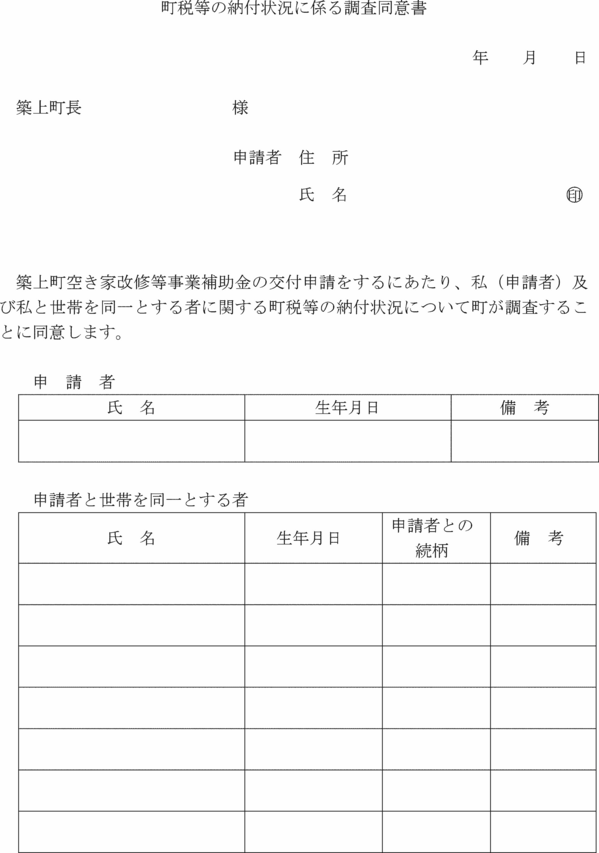 町税等の納付状況に係る調査同意書
年　月　日
築上町長　様
申請者　住　所
氏　名　㊞
築上町空き家改修等事業補助金の交付申請をするにあたり、私（申請者）及
び私と世帯を同一とする者に関する町税等の納付状況について町が調査するこ
とに同意します。
申　請　者
氏　名　生年月日　備　考
申請者と世帯を同一とする者
氏　名　生年月日　申請者との続柄　備　考